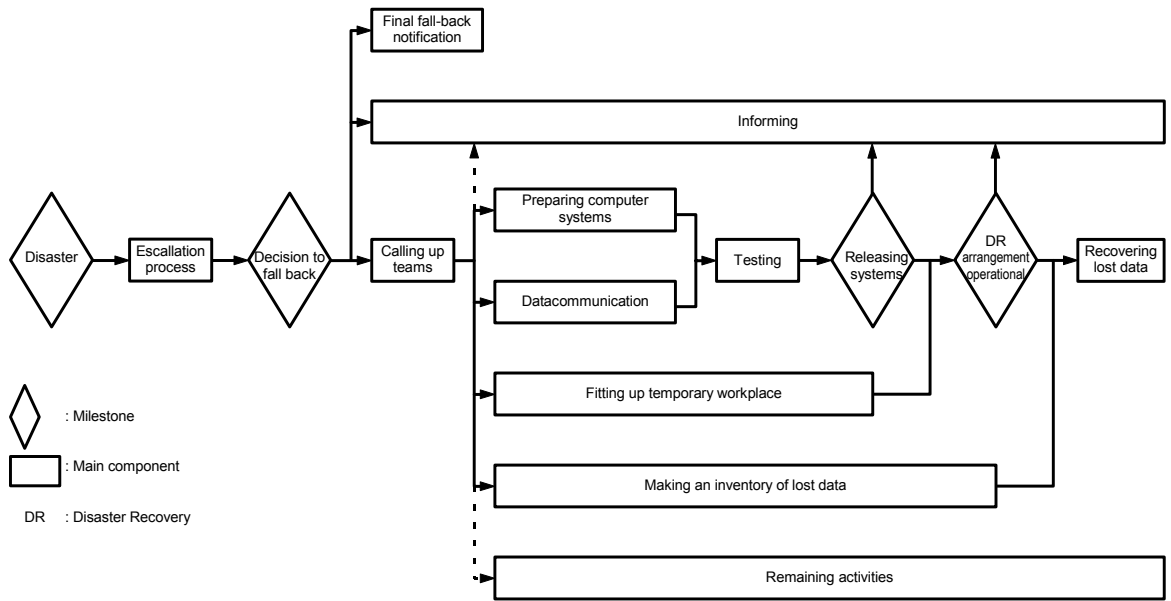 Final fall-back
notification
Informing
Preparing computer
systems
Disaster
Escallation
process
Decision to
fall back
Calling up
teams
Testing
Releasing
systems
DR
arrangement
operational
Recovering
lost data
Datacommunication
Fitting up temporary workplace
: Milestone
: Main component
Making an inventory of lost data
DR : Disaster Recovery
Remaining activities